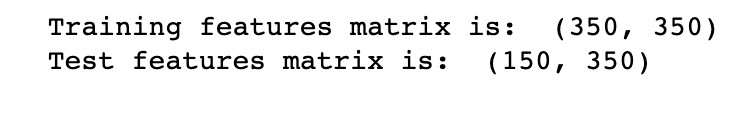 Training features matrix is:  (350, 350)
Test features matrix is:  (150, 350)